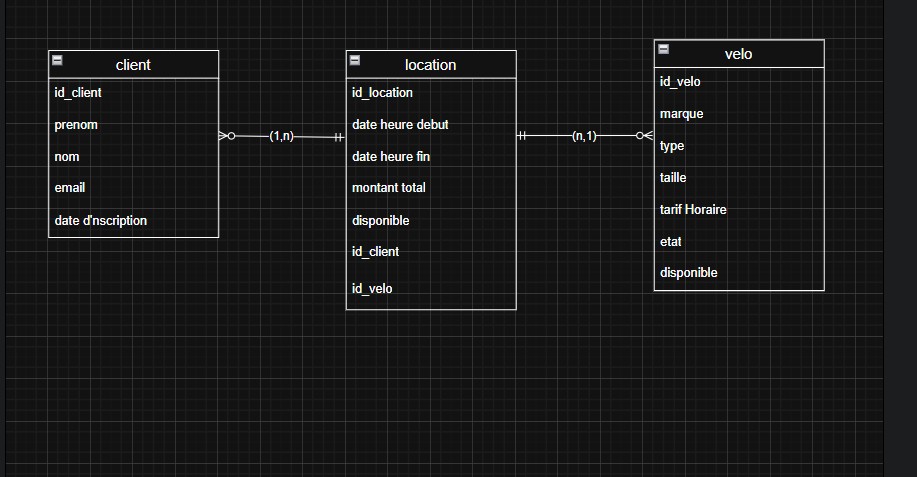 client
id_client
prenom
nom
email
date d'nscription
(1,n)
location
id_location
date heure debut
date heure fin
montant total
disponible
id_client
id_velo
(n,1)
velo
id_velo
marque
type
taille
tarif Horaire
etat
disponible